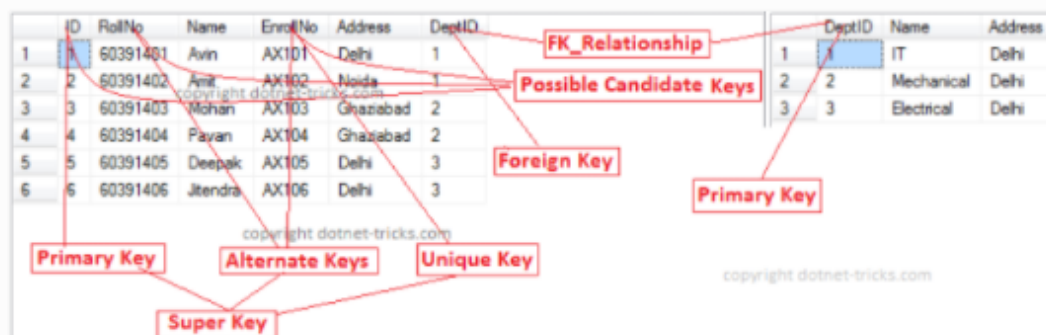 ID RollNo Name EnrollNo Address DeptID
1 1 60391401 Avin AX101 Delhi 1
2 2 60391402 Amit AX102 Noida 1
copyright dotnet-tricks.com
3 3 60391403 Mohan AX103 Ghaziabad 2
4 4 60391404 Pavan AX104 Ghaziabad 2
5 5 60391405 Deepak AX105 Delhi 3
6 6 60391406 Jitendra AX106 Delhi 3
DeptID Name Address
1 1 IT Delhi
2 2 Mechanical Delhi
3 3 Electrical Delhi
FK_Relationship
Possible Candidate Keys
Foreign Key
Primary Key
copyright dotnet-tricks.com
Primary Key
Alternate Keys
Unique Key
copyright dotnet-tricks.com
Super Key